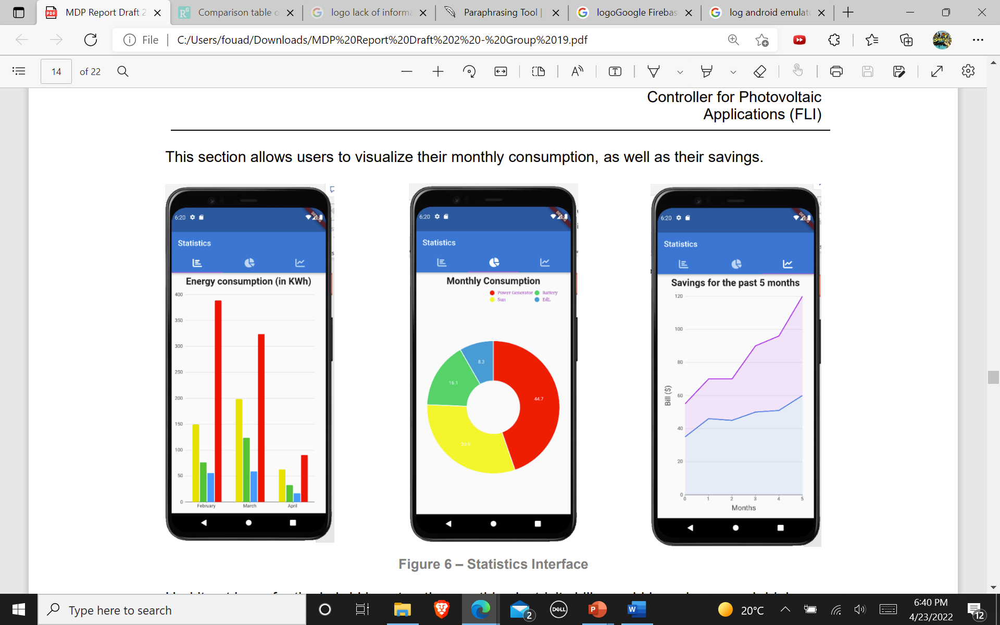 MDP Report Draft 2
Comparison table o
logo lack of informa
Paraphrasing Tool |
logoGoogle Firebas
log android emulat
File
C:/Users/fouad/Downloads/MDP%20Report%20Draft%202%20-%20Group%2019.pdf
14 of 22
Controller for Photovoltaic
Applications (FLI)
This section allows users to visualize their monthly consumption, as well as their savings.
6:20
DEBUG
Statistics
Energy consumption (in KWh)
400
350
300
250
200
150
100
50
0
February March April
6:20
DEBUG
Statistics
Monthly Consumption
Power Generator Battery
Sun EdL
8.3
16.1
44.7
30.9
6:20
DEBUG
Statistics
Savings for the past 5 months
120
100
80
60
40
20
0
Bill ($)
0 1 2 3 4 5
Months
Figure 6 – Statistics Interface
Type here to search
2
DELL
20°C
6:40 PM
4/23/2022
12